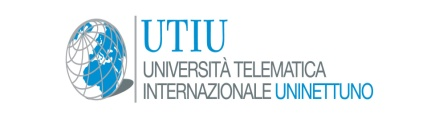 UTIU
UNIVERSITÀ TELEMATICA
INTERNAZIONALE UNINETTUNO